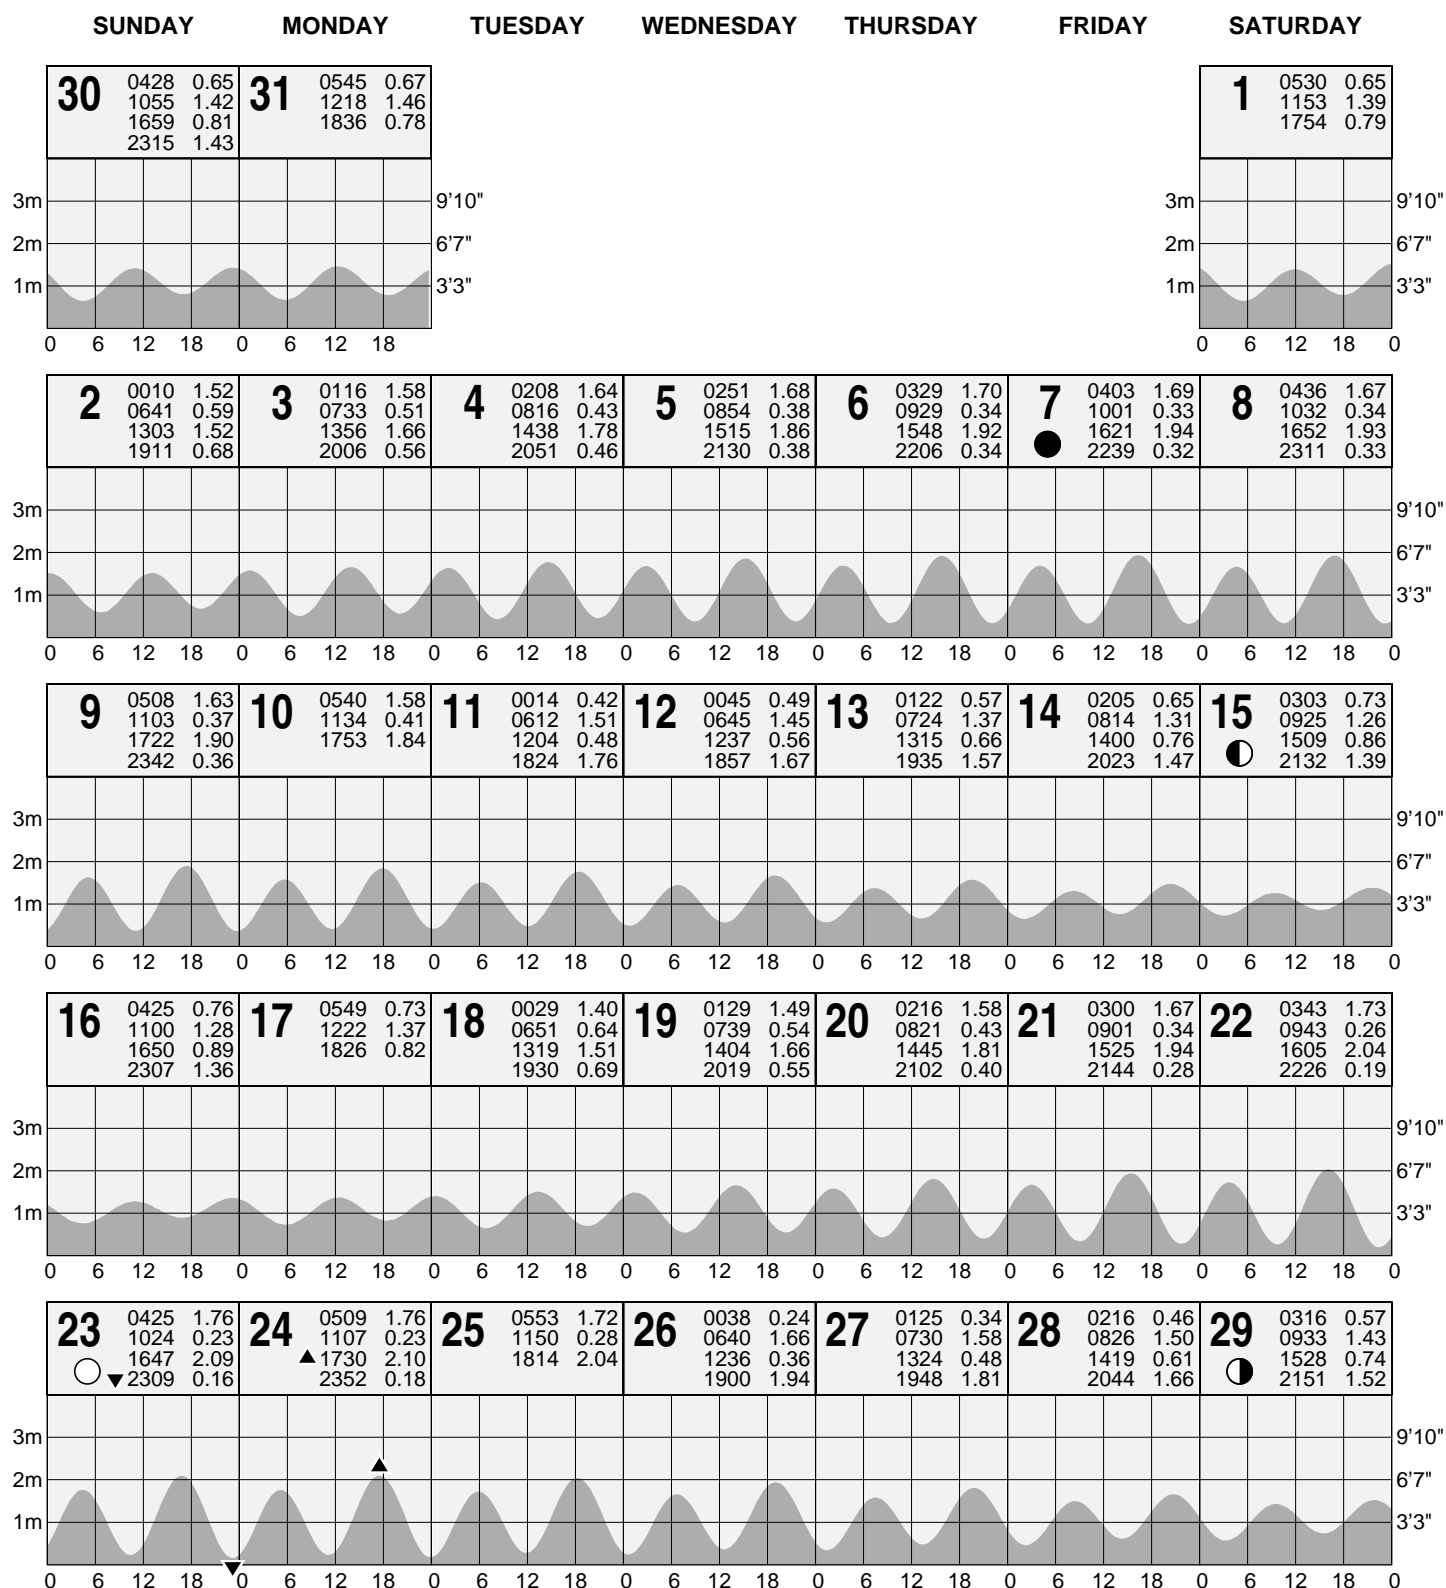 SUNDAY MONDAY TUESDAY WEDNESDAY THURSDAY FRIDAY SATURDAY
30 0428 0.65 31 0545 0.67 1 0530 0.65
1055 1.42 1218 1.46 1153 1.39
1659 0.81 1836 0.78 1754 0.79
2315 1.43
3m 9'10" 3m 9'10"
2m 6'7" 2m 6'7"
1m 3'3" 1m 3'3"
0 6 12 18 0 6 12 18 0 6 12 18 0
2 0010 1.52 3 0116 1.58 4 0208 1.64 5 0251 1.68 6 0329 1.70 7 0403 1.69 8 0436 1.67
0641 0.59 0733 0.51 0816 0.43 0854 0.38 0929 0.34 1001 0.33 1032 0.34
1303 1.52 1356 1.66 1438 1.78 1515 1.86 1548 1.92 1621 1.94 1652 1.93
1911 0.68 2006 0.56 2051 0.46 2130 0.38 2206 0.34 2239 0.32 2311 0.33
3m 9'10"
2m 6'7"
1m 3'3"
0 6 12 18 0 6 12 18 0 6 12 18 0 6 12 18 0 6 12 18 0 6 12 18 0 6 12 18 0
9 0508 1.63 10 0540 1.58 11 0014 0.42 12 0045 0.49 13 0122 0.57 14 0205 0.65 15 0303 0.73
1103 0.37 1134 0.41 0612 1.51 0645 1.45 0724 1.37 0814 1.31 0925 1.26
1722 1.90 1753 1.84 1204 0.48 1237 0.56 1315 0.66 1400 0.76 1509 0.86
2342 0.36 1824 1.76 1857 1.67 1935 1.57 2023 1.47 2132 1.39
3m 9'10"
2m 6'7"
1m 3'3"
0 6 12 18 0 6 12 18 0 6 12 18 0 6 12 18 0 6 12 18 0 6 12 18 0 6 12 18 0
16 0425 0.76 17 0549 0.73 18 0029 1.40 19 0129 1.49 20 0216 1.58 21 0300 1.67 22 0343 1.73
1100 1.28 1222 1.37 0651 0.64 0739 0.54 0821 0.43 0901 0.34 0943 0.26
1650 0.89 1826 0.82 1319 1.51 1404 1.66 1445 1.81 1525 1.94 1605 2.04
2307 1.36 1930 0.69 2019 0.55 2102 0.40 2144 0.28 2226 0.19
3m 9'10"
2m 6'7"
1m 3'3"
0 6 12 18 0 6 12 18 0 6 12 18 0 6 12 18 0 6 12 18 0 6 12 18 0 6 12 18 0
23 0425 1.76 24 0509 1.76 25 0553 1.72 26 0038 0.24 27 0125 0.34 28 0216 0.46 29 0316 0.57
1024 0.23 1107 0.23 1150 0.28 0640 1.66 0730 1.58 0826 1.50 0933 1.43
1647 2.09 1730 2.10 1814 2.04 1236 0.36 1324 0.48 1419 0.61 1528 0.74
2309 0.16 2352 0.18 1900 1.94 1948 1.81 2044 1.66 2151 1.52
3m 9'10"
2m 6'7"
1m 3'3"
0 6 12 18 0 6 12 18 0 6 12 18 0 6 12 18 0 6 12 18 0 6 12 18 0 6 12 18 0